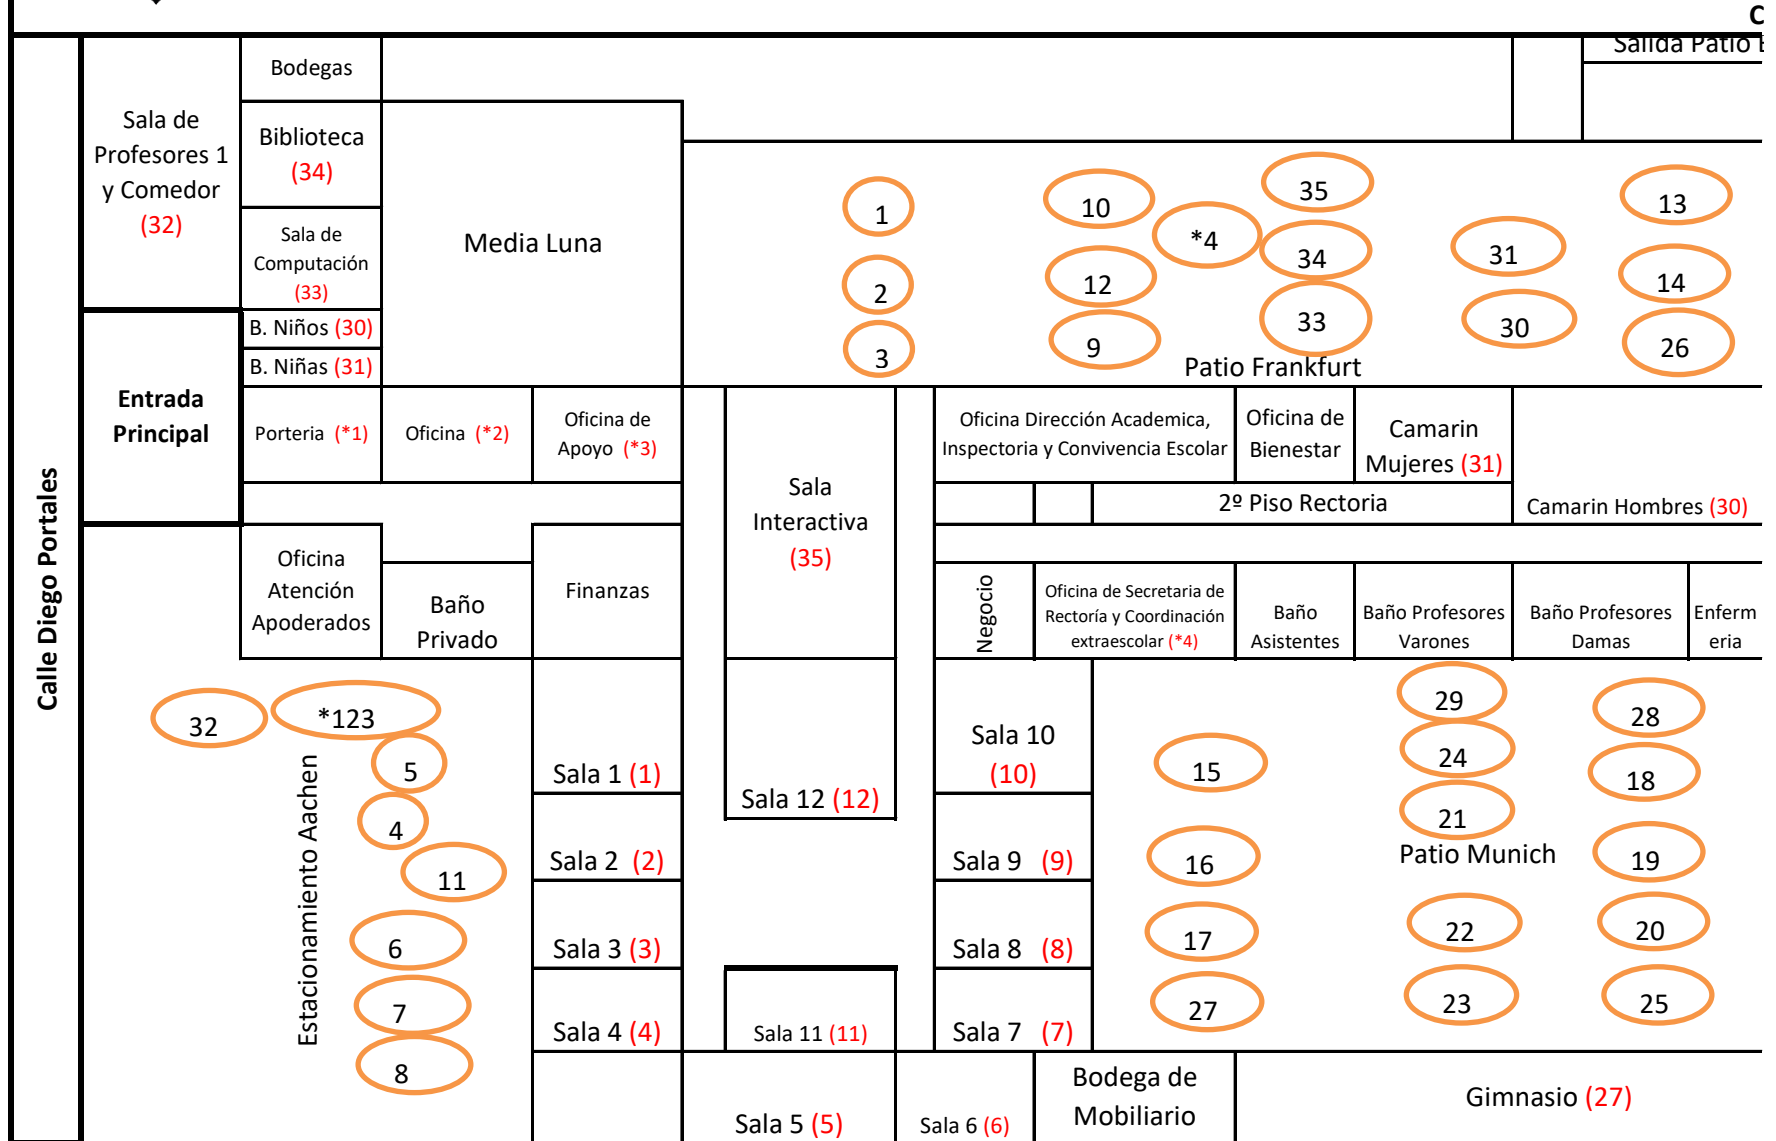 C
Salida Patio
Bodegas
Sala de
Profesores 1
y Comedor
(32)
Biblioteca
(34)
Sala de
Computación
(33)
Media Luna
B. Niños (30)
B. Niñas (31)
1
2
3
10
12
9
*4
35
34
33
31
30
13
14
26
Patio Frankfurt
Entrada
Principal
Porteria (*1)
Oficina (*2)
Oficina de
Apoyo (*3)
Sala
Interactiva
(35)
Oficina Dirección Academica,
Inspectoria y Convivencia Escolar
Oficina de
Bienestar
Camarin
Mujeres (31)
2º Piso Rectoria
Camarin Hombres (30)
Calle Diego Portales
Oficina
Atención
Apoderados
Baño
Privado
Finanzas
Negocio
Oficina de Secretaria de
Rectoría y Coordinación
extraescolar (*4)
Baño
Asistentes
Baño Profesores
Varones
Baño Profesores
Damas
Enferm
eria
32
*123
5
4
11
6
7
8
Estacionamiento Aachen
Sala 1 (1)
Sala 2 (2)
Sala 3 (3)
Sala 4 (4)
Sala 12 (12)
Sala 11 (11)
Sala 10
(10)
Sala 9 (9)
Sala 8 (8)
Sala 7 (7)
15
16
17
27
29
24
21
Patio Munich
22
23
28
18
19
20
25
Sala 5 (5)
Sala 6 (6)
Bodega de
Mobiliario
Gimnasio (27)